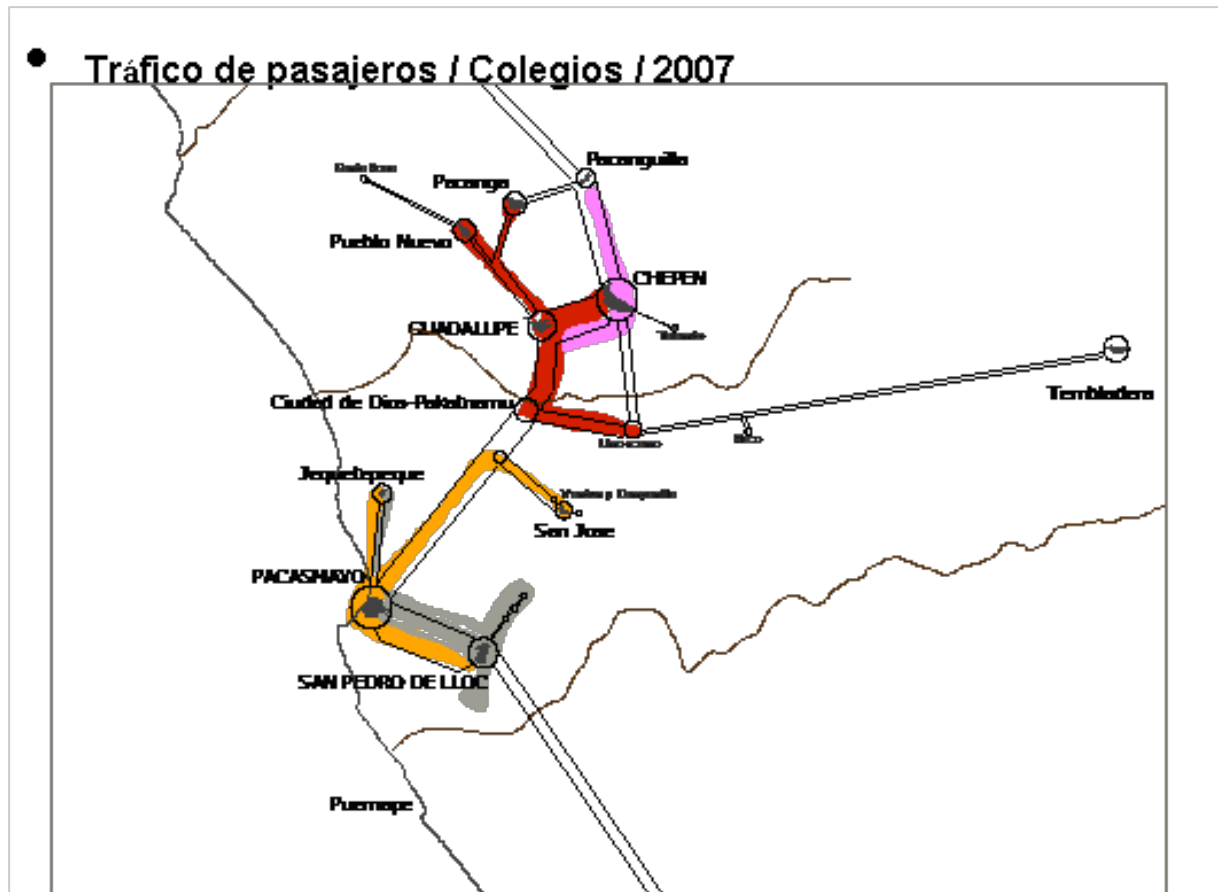 Tráfico de pasajeros / Colegios / 2007
Pacanguilla
Pacanga
Pueblo Nuevo
CHEPEN
GUADALUPE
Tembladera
Ciudad de Dios-Pakatnamu
Jequetepeque
San Jose
PACASMAYO
SAN PEDRO DE LLOC
Puemape